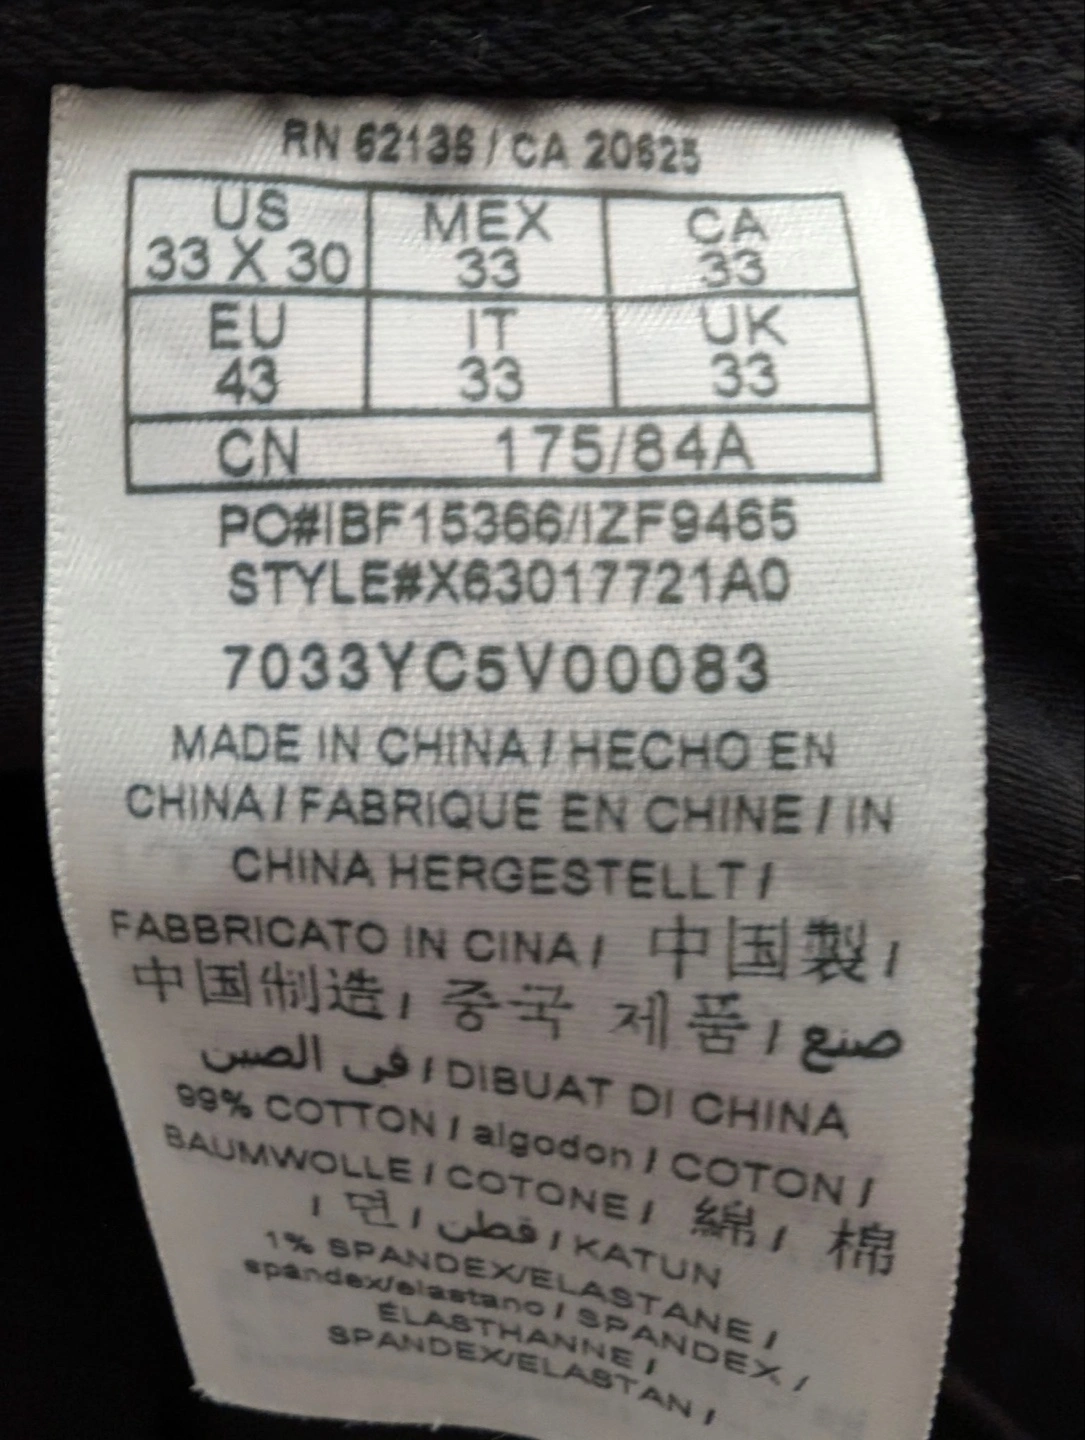 RN 62136 / CA 20625
US MEX CA
33 X 30 33 33
EU IT UK
43 33 33
CN 175/84A
PO#IBF15366/IZF9465
STYLE#X63017721A0
7033YC5V00083
MADE IN CHINA / HECHO EN
CHINA / FABRIQUE EN CHINE / IN
CHINA HERGESTELLT /
FABBRICATO IN CINA / 中国製 /
中国制造 / 중국 제품 / صنع
في الصين / DIBUAT DI CHINA
99% COTTON / algodon / COTON /
BAUMWOLLE / COTONE / 綿 / 棉
/ 면 / قطن / KATUN
1% SPANDEX/ELASTANE /
spandex/elastano / SPANDEX /
ÉLASTHANNE /
SPANDEX/ELASTAN /